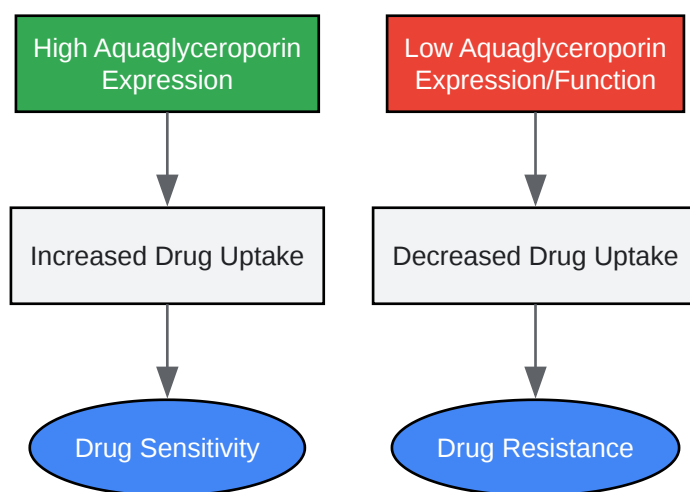 High Aquaglyceroporin
Expression
Low Aquaglyceroporin
Expression/Function
Increased Drug Uptake
Decreased Drug Uptake
Drug Sensitivity
Drug Resistance